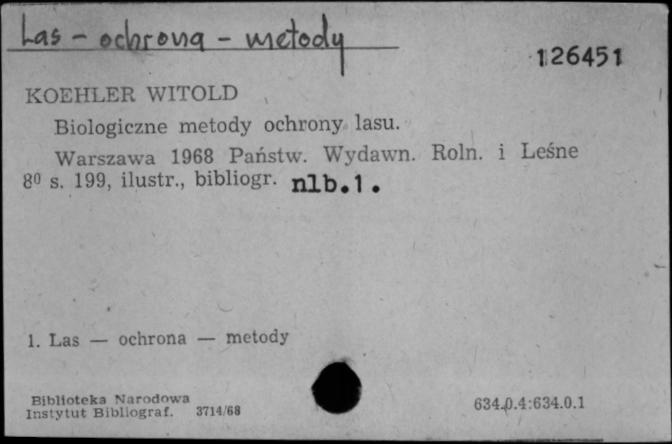 Las - ochrona - metody
126451
KOEHLER WITOLD
Biologiczne metody ochrony lasu.
Warszawa 1968 Państw. Wydawn. Roln. i Leśne
8⁰ s. 199, ilustr., bibliogr. nlb.1.
1. Las — ochrona — metody
Biblioteka Narodowa
Instytut Bibliograf. 3714/68
634.0.4:634.0.1